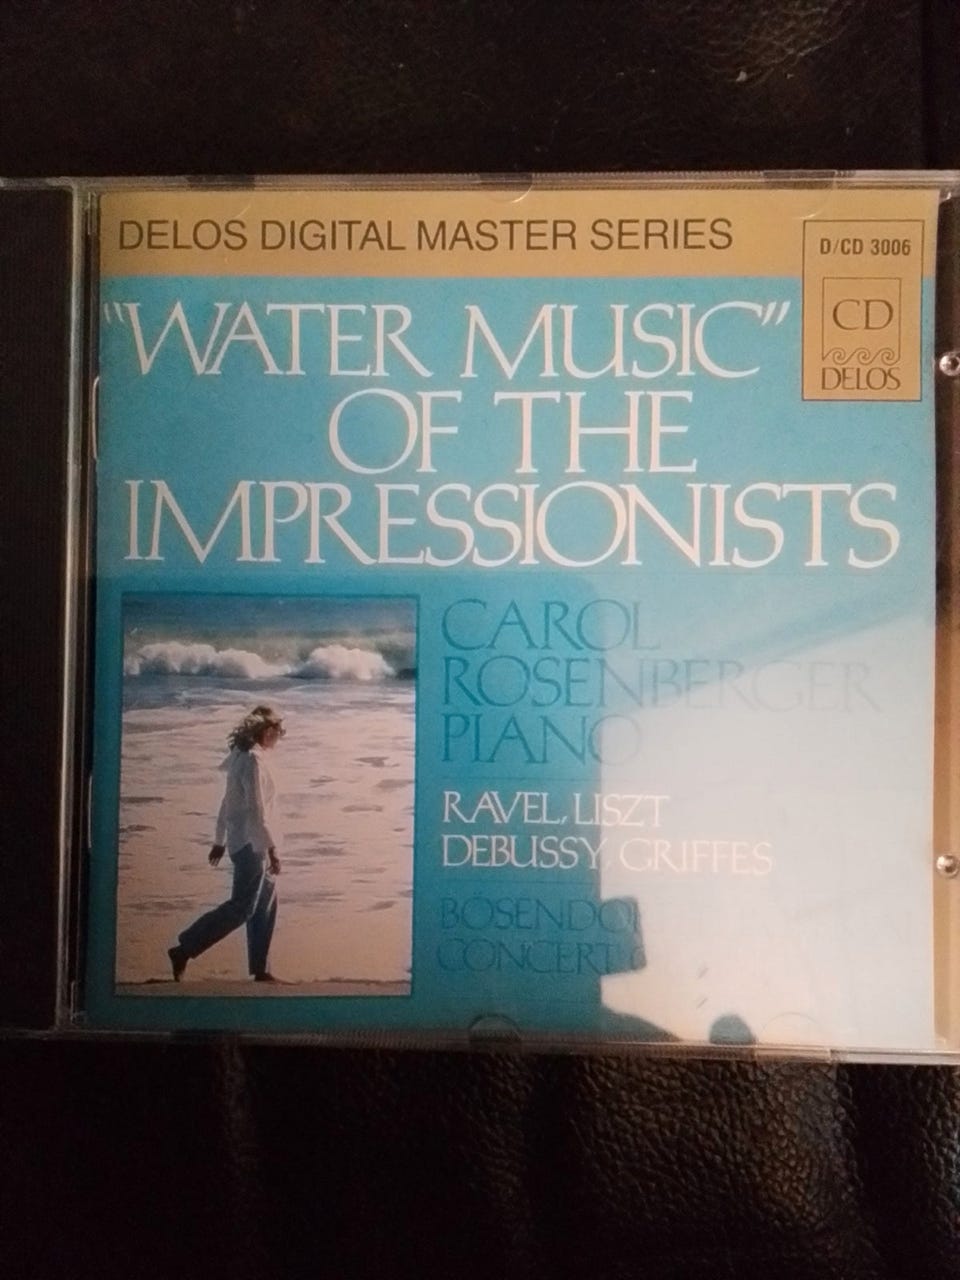 DELOS DIGITAL MASTER SERIES
D/CD 3006
CD
DELOS
"WATER MUSIC"
OF THE
IMPRESSIONISTS
CAROL
ROSENBERGER
PIANO
RAVEL, LISZT
DEBUSSY, GRIFFES
CONCERT